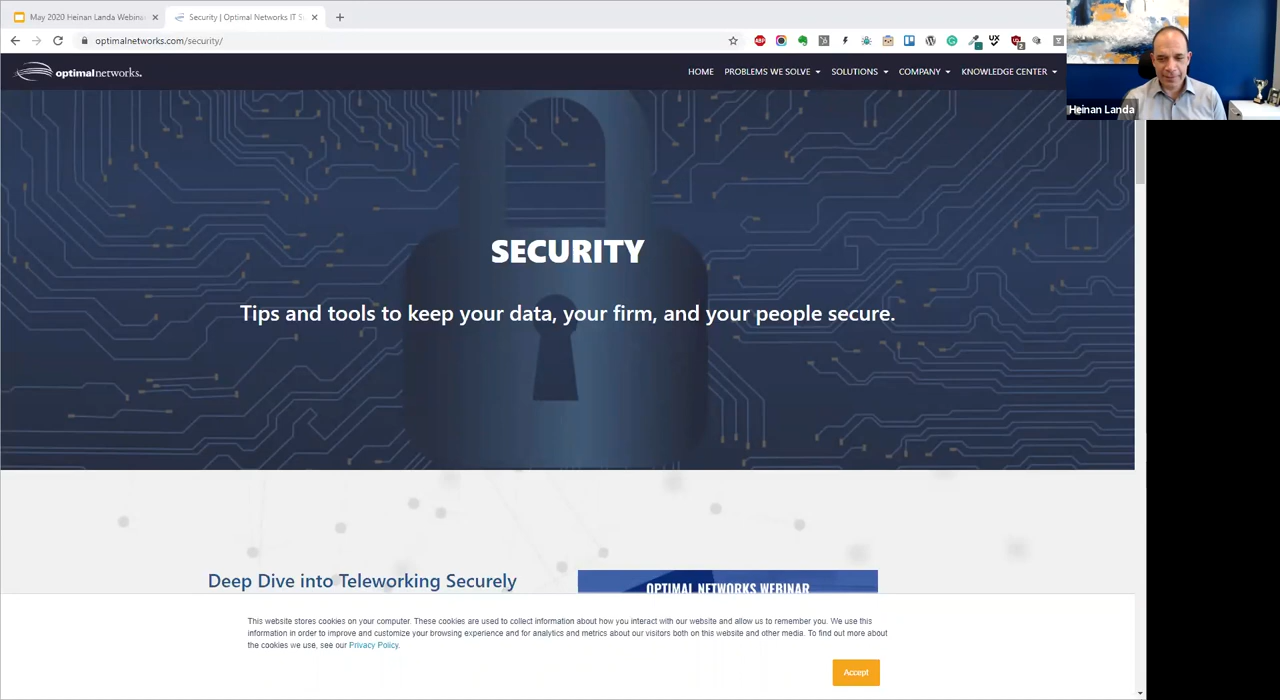 May 2020 Heinan Landa Webina
Security | Optimal Networks IT S
optimalnetworks.com/security/
optimalnetworks.
HOME PROBLEMS WE SOLVE SOLUTIONS COMPANY KNOWLEDGE CENTER
Heinan Landa
SECURITY
Tips and tools to keep your data, your firm, and your people secure.
Deep Dive into Teleworking Securely
OPTIMAL NETWORKS WEBINAR
This website stores cookies on your computer. These cookies are used to collect information about how you interact with our website and allow us to remember you. We use this
information in order to improve and customize your browsing experience and for analytics and metrics about our visitors both on this website and other media. To find out more about
the cookies we use, see our Privacy Policy.
Accept